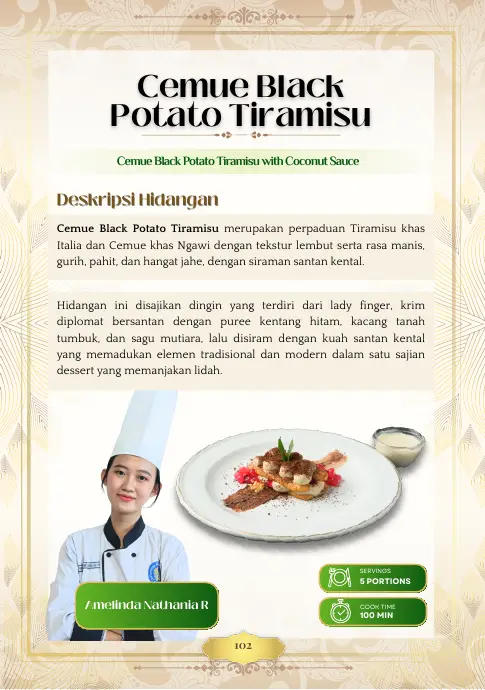 Cemue Black
Potato Tiramisu
Cemue Black Potato Tiramisu with Coconut Sauce
Deskripsi Hidangan
Cemue Black Potato Tiramisu merupakan perpaduan Tiramisu khas
Italia dan Cemue khas Ngawi dengan tekstur lembut serta rasa manis,
gurih, pahit, dan hangat jahe, dengan siraman santan kental.
Hidangan ini disajikan dingin yang terdiri dari lady finger, krim
diplomat bersantan dengan puree kentang hitam, kacang tanah
tumbuk, dan sagu mutiara, lalu disiram dengan kuah santan kental
yang memadukan elemen tradisional dan modern dalam satu sajian
dessert yang memanjakan lidah.
Amelinda Nathania R
SERVINGS
5 PORTIONS
COOK TIME
100 MIN
102